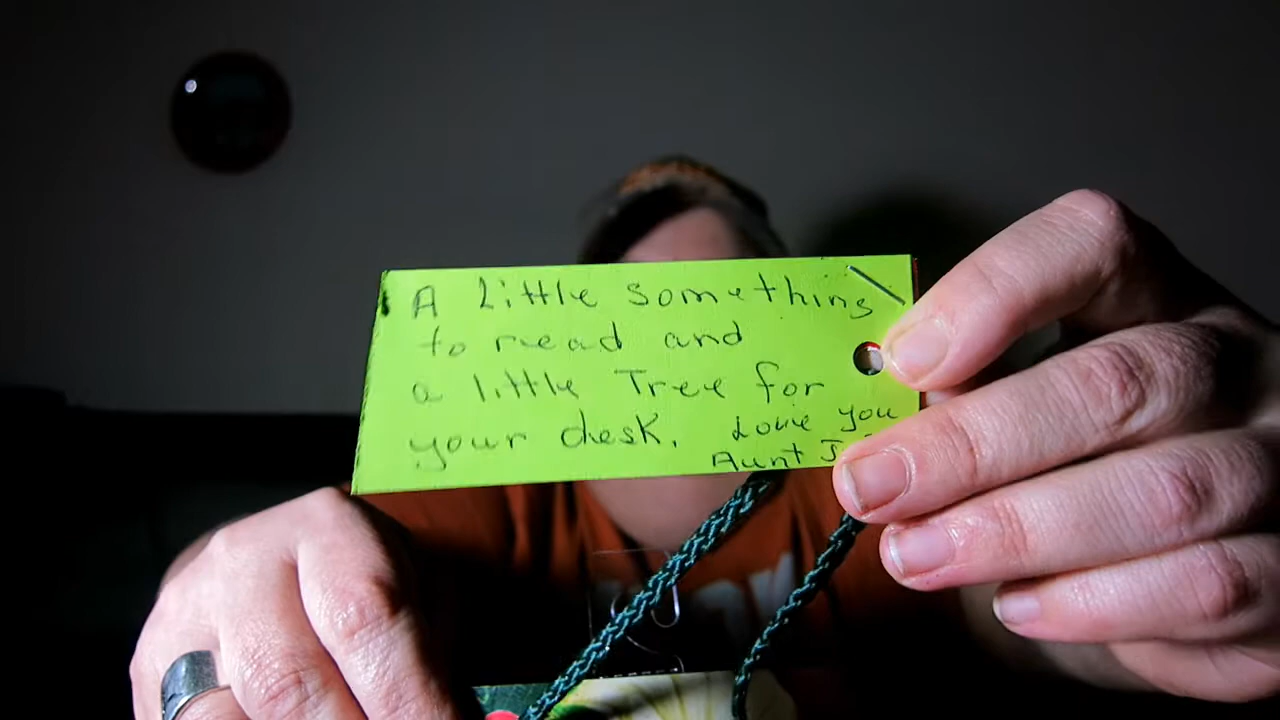 A little something
to read and
a little Tree for
your desk. Love you
Aunt